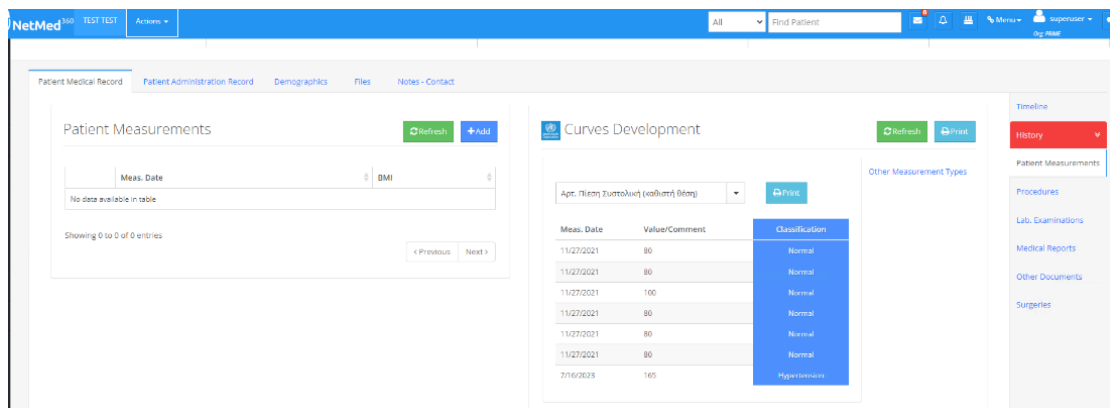 NetMed360 TEST TEST Actions All Find Patient Menu superuser
Org: PRIME
Patient Medical Record Patient Administration Record Demographics Files Notes - Contact
Timeline
History
Patient Measurements
Procedures
Lab. Examinations
Medical Reports
Other Documents
Surgeries
Patient Measurements Refresh +Add
Meas. Date BMI
No data available in table
Showing 0 to 0 of 0 entries
Previous Next
Curves Development Refresh Print
Other Measurement Types
Αρτ. Πίεση Συστολική (καθιστή θέση) Print
Meas. Date Value/Comment Classification
11/27/2021 80 Normal
11/27/2021 80 Normal
11/27/2021 100 Normal
11/27/2021 80 Normal
11/27/2021 80 Normal
11/27/2021 80 Normal
7/16/2023 165 Hypertension